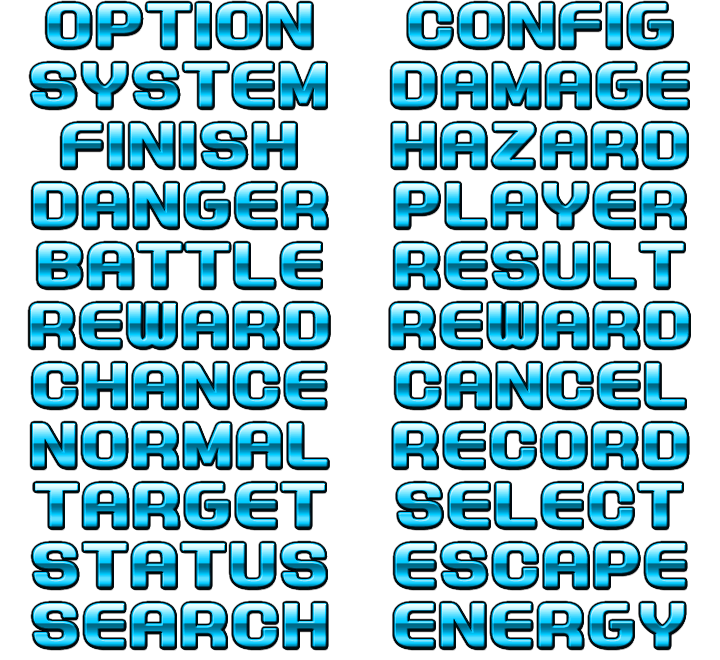 OPTION CONFIG
SYSTEM DAMAGE
FINISH HAZARD
DANGER PLAYER
BATTLE RESULT
REWARD REWARD
CHANCE CANCEL
NORMAL RECORD
TARGET SELECT
STATUS ESCAPE
SEARCH ENERGY